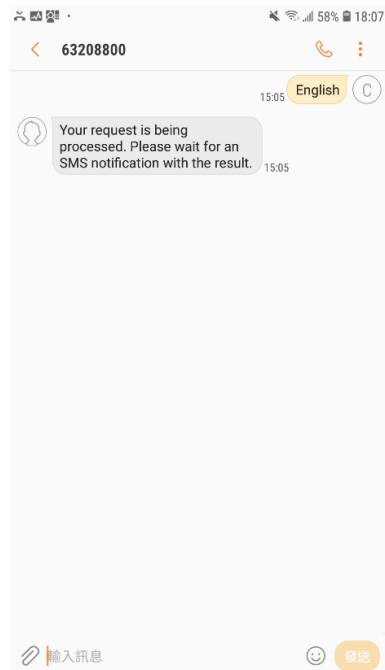 58% 18:07
63208800
15:05 English C
Your request is being
processed. Please wait for an
SMS notification with the result. 15:05
輸入訊息 發送